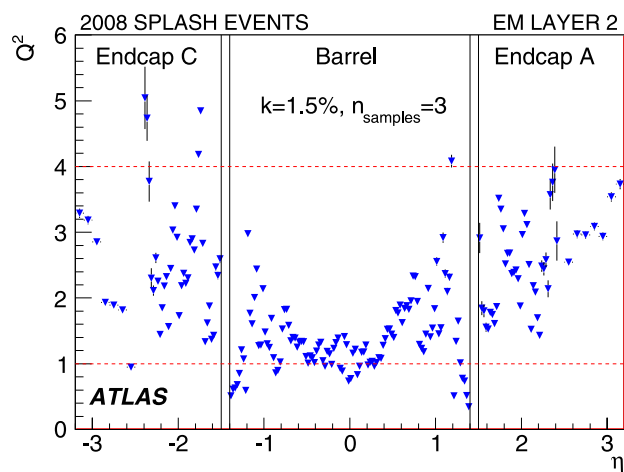 2008 SPLASH EVENTS EM LAYER 2
Q²
6
Endcap C Barrel Endcap A
5
k=1.5%, n_samples=3
4
3
2
1
ATLAS
0
-3 -2 -1 0 1 2 3
η